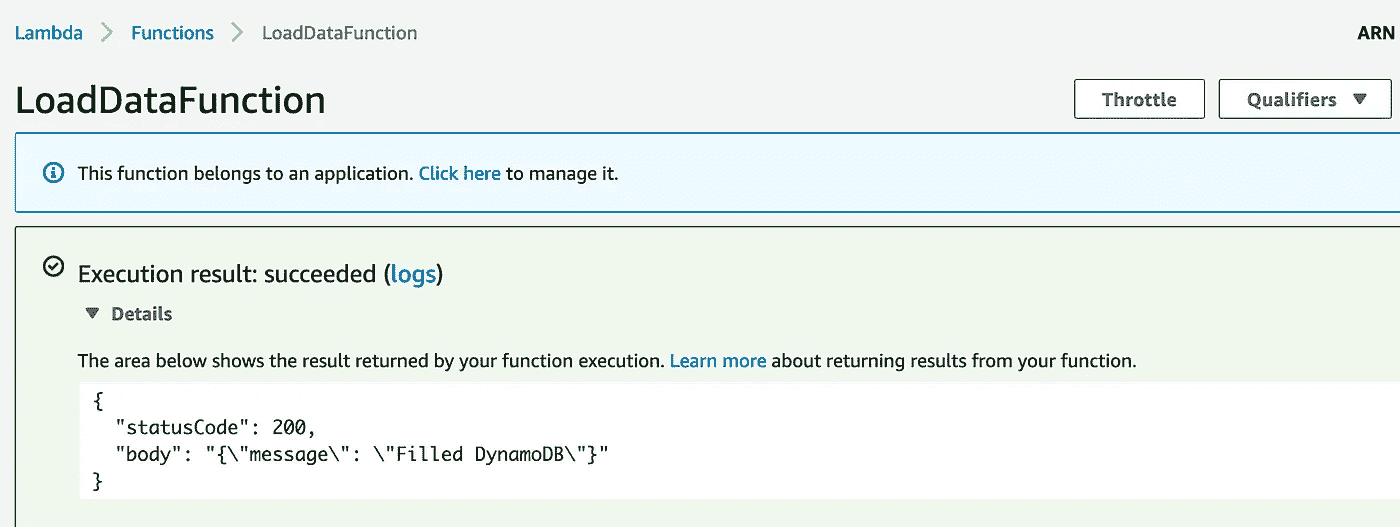 Lambda > Functions > LoadDataFunction ARN
LoadDataFunction Throttle Qualifiers ▼
This function belongs to an application. Click here to manage it.
Execution result: succeeded (logs)
▼ Details
The area below shows the result returned by your function execution. Learn more about returning results from your function.
{
  "statusCode": 200,
  "body": "{\"message\": \"Filled DynamoDB\"}"
}